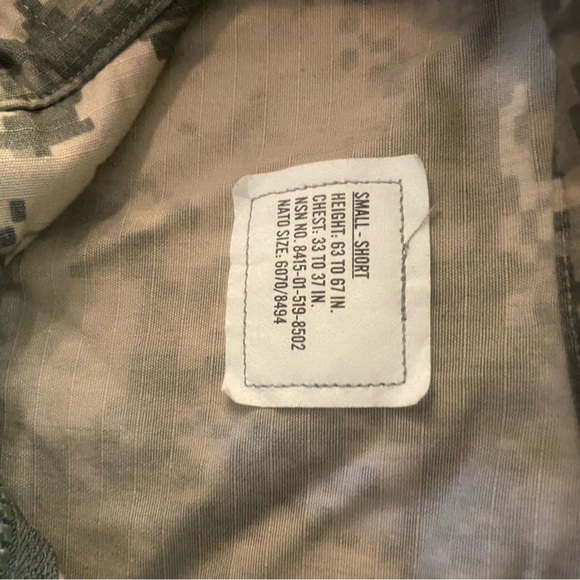 SMALL - SHORT
HEIGHT: 63 TO 67 IN.
CHEST: 33 TO 37 IN.
NSN NO. 8415-01-519-8502
NATO SIZE: 6070/8494